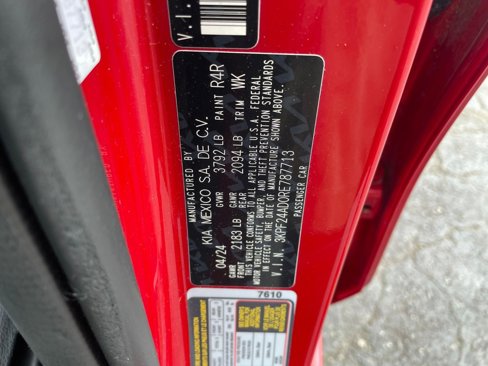 V.I.N.
MANUFACTURED BY
KIA MEXICO S.A. DE C.V.
04/24 GVWR 3792 LB PAINT R4R
GAWR FRONT 2183 LB GAWR REAR 2094 LB TRIM WK
THIS VEHICLE CONFORMS TO ALL APPLICABLE U.S.A. FEDERAL
MOTOR VEHICLE SAFETY, BUMPER, AND THEFT PREVENTION STANDARDS
IN EFFECT ON THE DATE OF MANUFACTURE SHOWN ABOVE.
V.I.N. 3KPF24AD0RE787713
PASSENGER CAR
7610